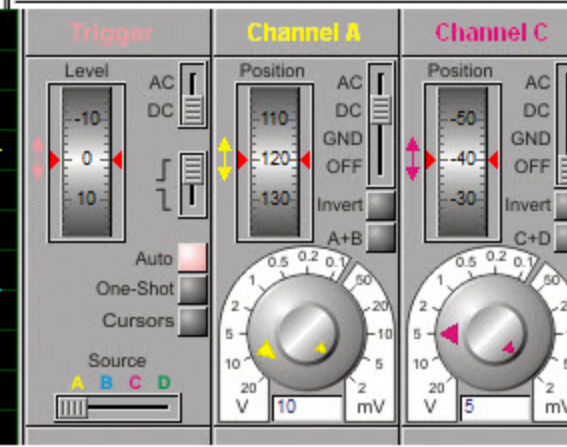 Trigger
Level
-10
0
10
AC
DC
Auto
One-Shot
Cursors
Source
A B C D
Channel A
Position
110
120
130
AC
DC
GND
OFF
Invert
A+B
0.5 0.2 0.1
1 50
2 20
5 10
10 5
20 2
V 10 mV
Channel C
Position
-50
-40
-30
AC
DC
GND
OFF
Invert
C+D
0.5 0.2 0.1
1 50
2
5
10
20
V 5 mV